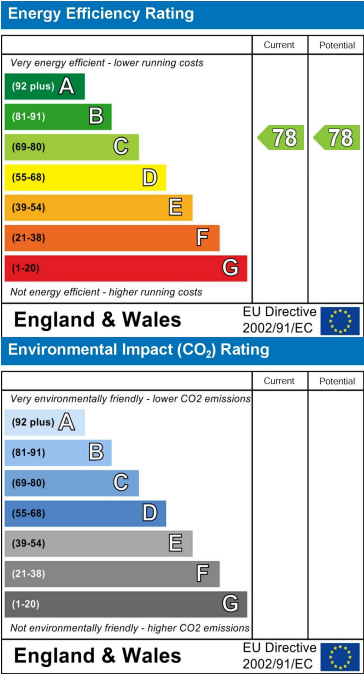 Energy Efficiency Rating
Current Potential
Very energy efficient - lower running costs
(92 plus) A
(81-91) B
(69-80) C
78 78
(55-68) D
(39-54) E
(21-38) F
(1-20) G
Not energy efficient - higher running costs
England & Wales
EU Directive
2002/91/EC
Environmental Impact (CO₂) Rating
Current Potential
Very environmentally friendly - lower CO2 emissions
(92 plus) A
(81-91) B
(69-80) C
(55-68) D
(39-54) E
(21-38) F
(1-20) G
Not environmentally friendly - higher CO2 emissions
England & Wales
EU Directive
2002/91/EC